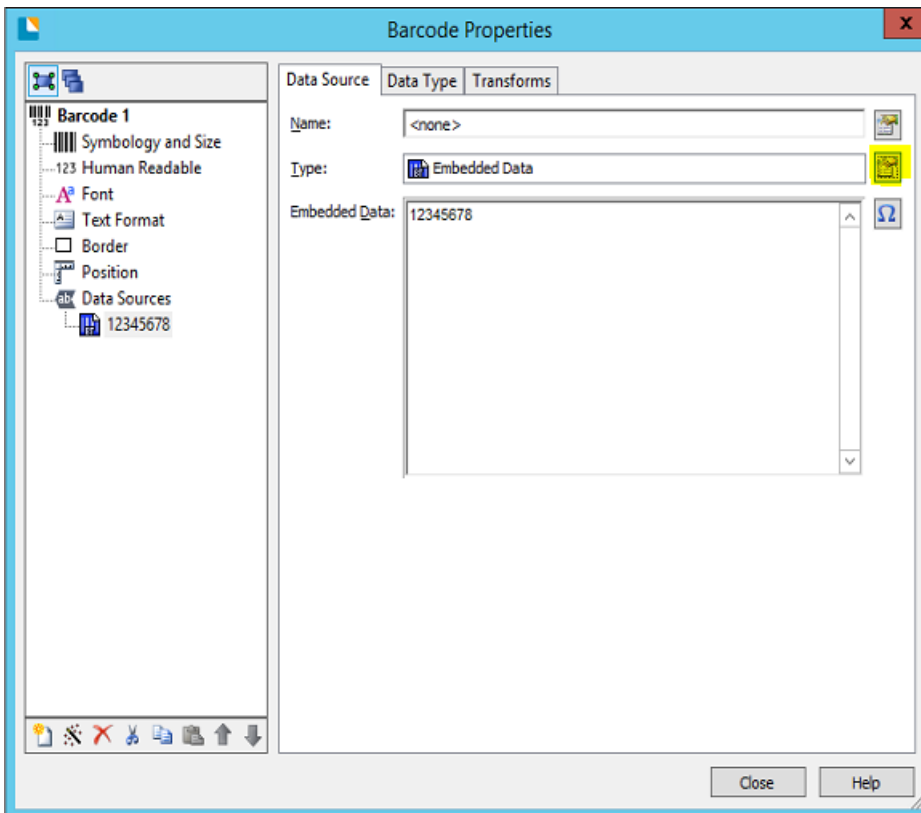 Barcode Properties
x
Data Source Data Type Transforms
Barcode 1
Symbology and Size
123 Human Readable
Font
Text Format
Border
Position
Data Sources
12345678
Name: <none>
Type: Embedded Data
Embedded Data: 12345678
Ω
Close Help